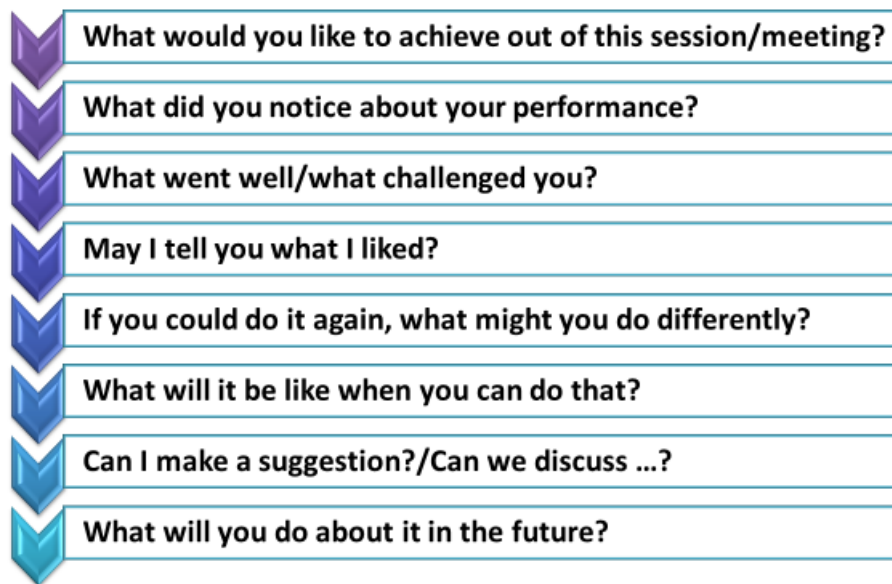 What would you like to achieve out of this session/meeting?
What did you notice about your performance?
What went well/what challenged you?
May I tell you what I liked?
If you could do it again, what might you do differently?
What will it be like when you can do that?
Can I make a suggestion?/Can we discuss ...?
What will you do about it in the future?